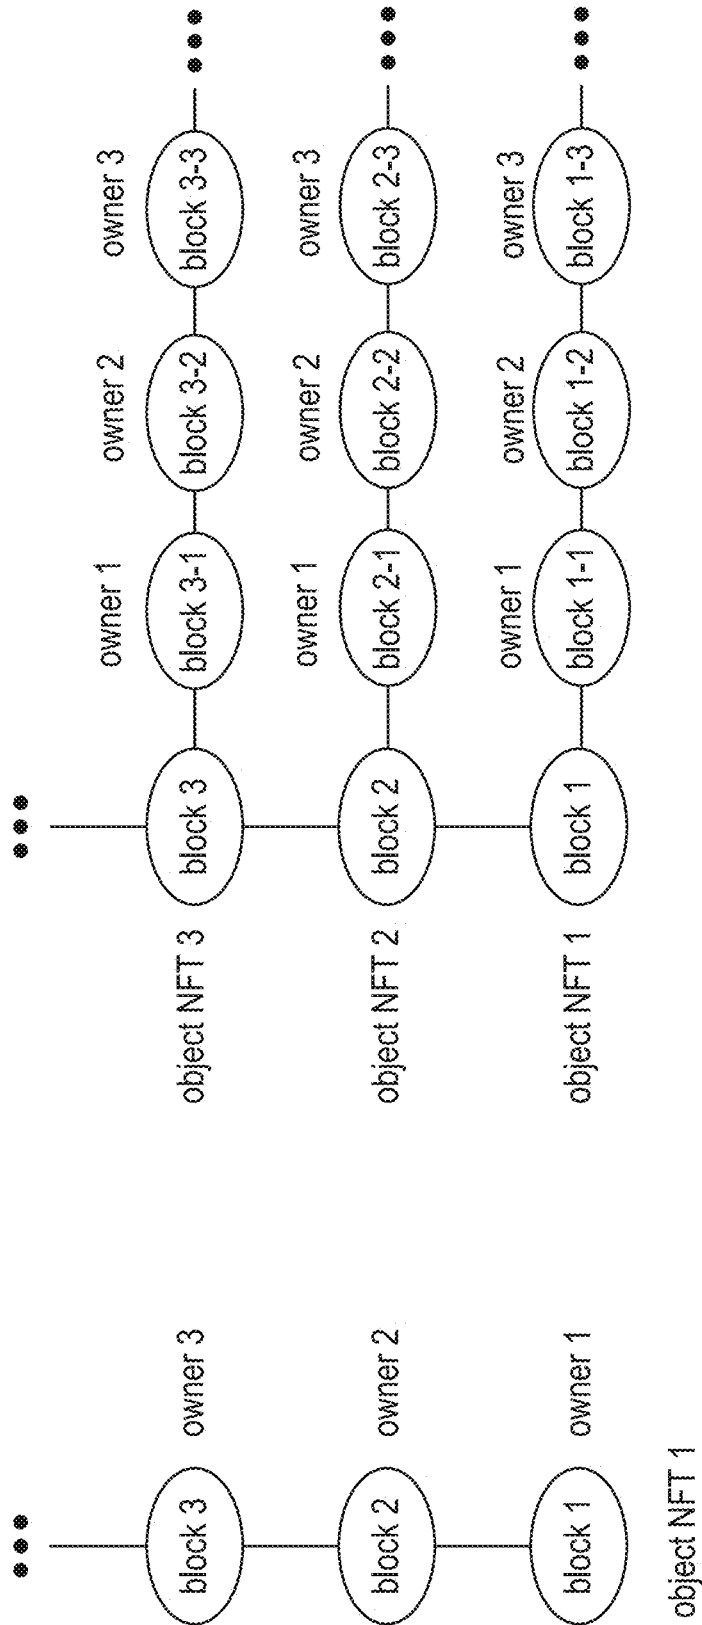 block 3
owner 3
block 2
owner 2
block 1
owner 1
object NFT 1
owner 1
owner 2
owner 3
object NFT 3
block 3
block 3-1
block 3-2
block 3-3
owner 1
owner 2
owner 3
object NFT 2
block 2
block 2-1
block 2-2
block 2-3
owner 1
owner 2
owner 3
object NFT 1
block 1
block 1-1
block 1-2
block 1-3